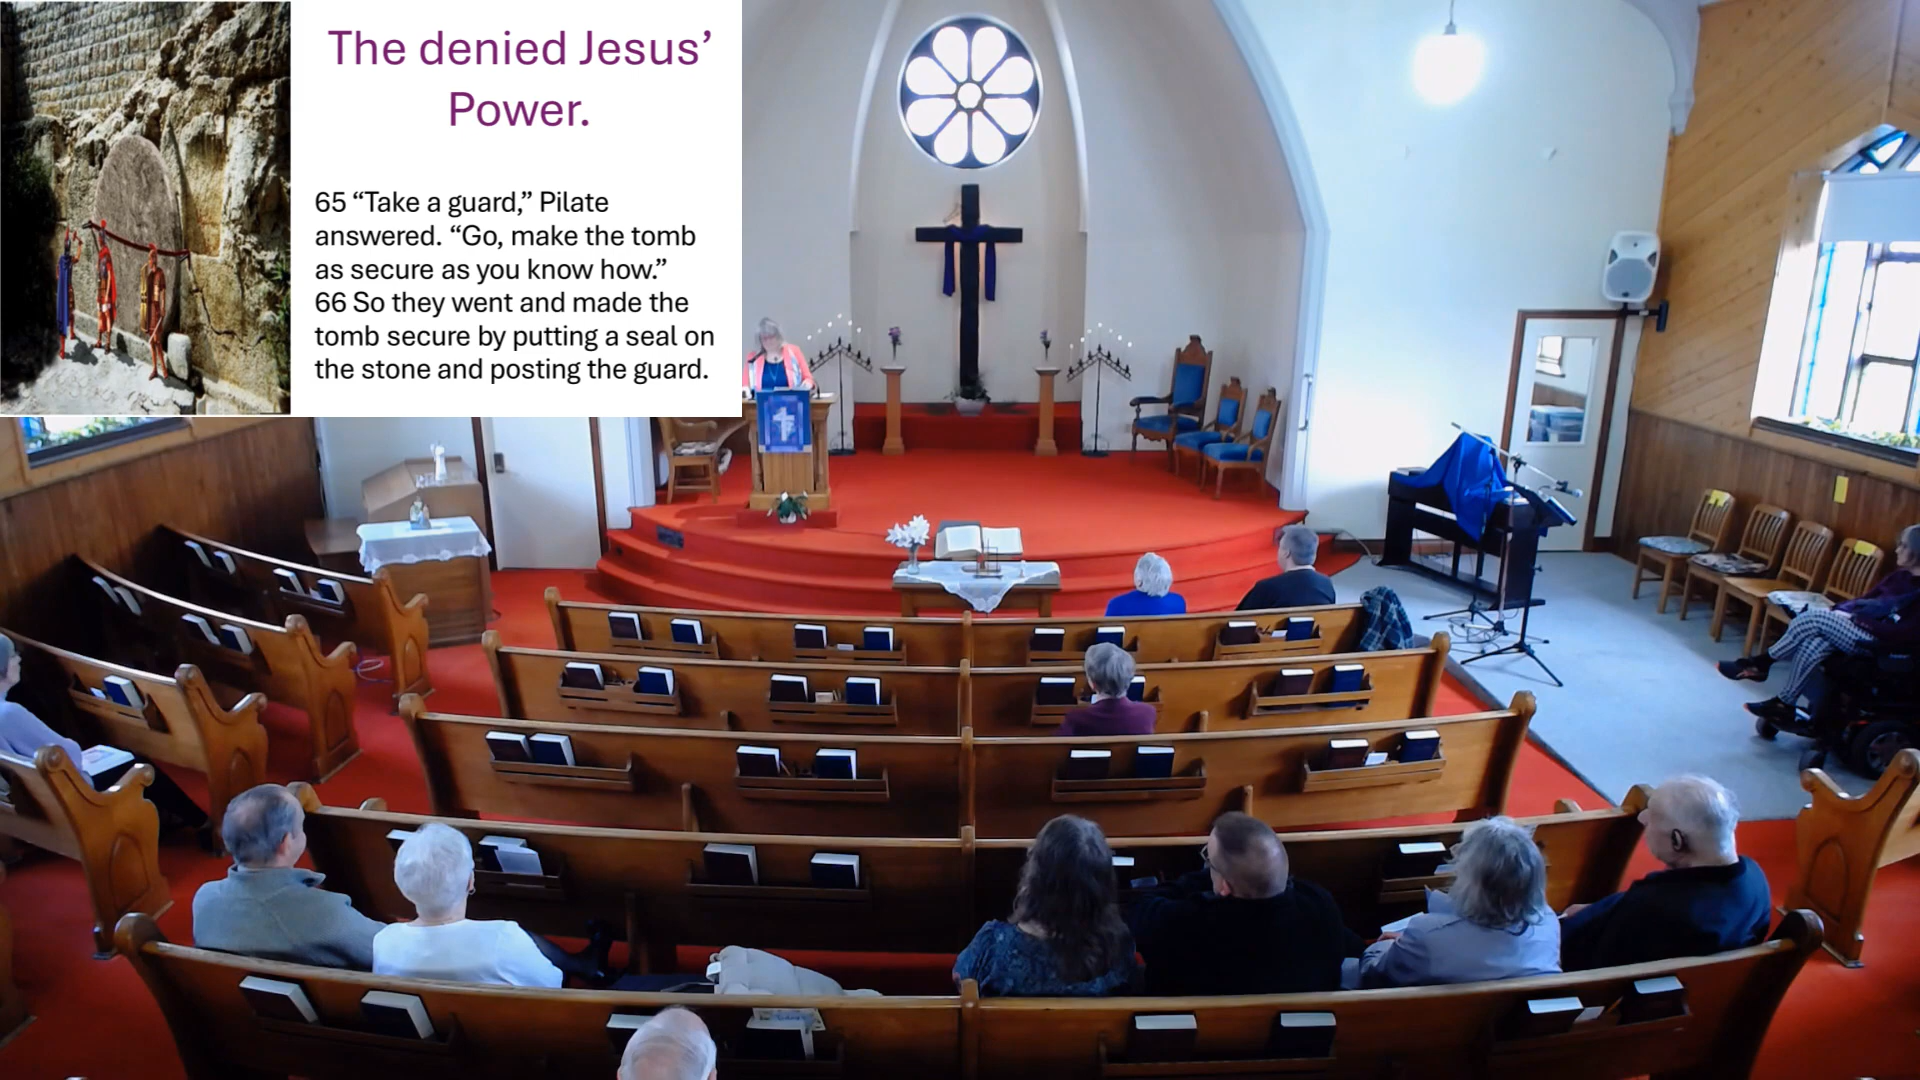 The denied Jesus’
Power.
65 “Take a guard,” Pilate
answered. “Go, make the tomb
as secure as you know how.”
66 So they went and made the
tomb secure by putting a seal on
the stone and posting the guard.